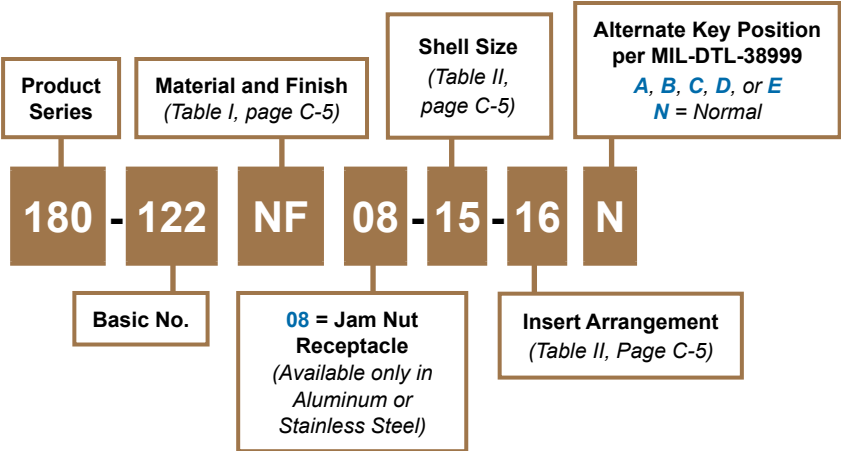 Product
Series
Material and Finish
(Table I, page C-5)
Shell Size
(Table II,
page C-5)
Alternate Key Position
per MIL-DTL-38999
A, B, C, D, or E
N = Normal
180 - 122 NF 08 - 15 - 16 N
Basic No.
08 = Jam Nut
Receptacle
(Available only in
Aluminum or
Stainless Steel)
Insert Arrangement
(Table II, Page C-5)